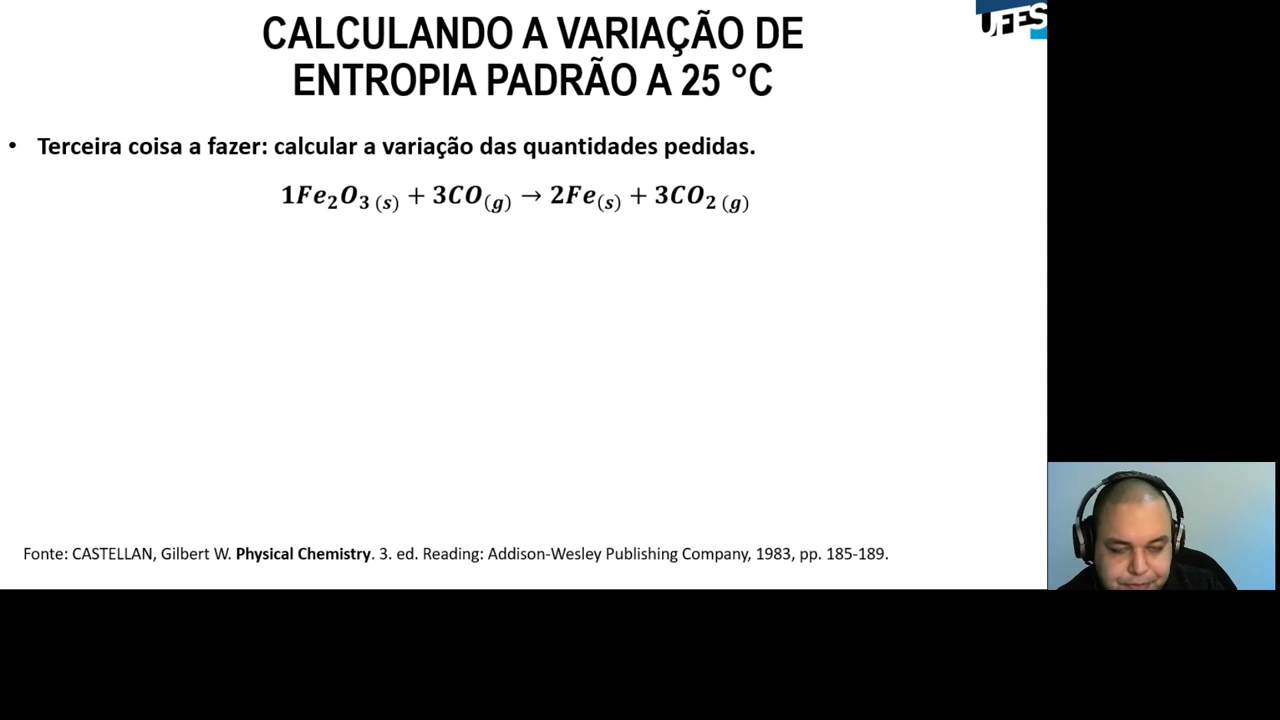 CALCULANDO A VARIAÇÃO DE
ENTROPIA PADRÃO A 25 °C
UFES
• Terceira coisa a fazer: calcular a variação das quantidades pedidas.
1Fe₂O₃ (s) + 3CO(g) → 2Fe(s) + 3CO₂ (g)
Fonte: CASTELLAN, Gilbert W. Physical Chemistry. 3. ed. Reading: Addison-Wesley Publishing Company, 1983, pp. 185-189.